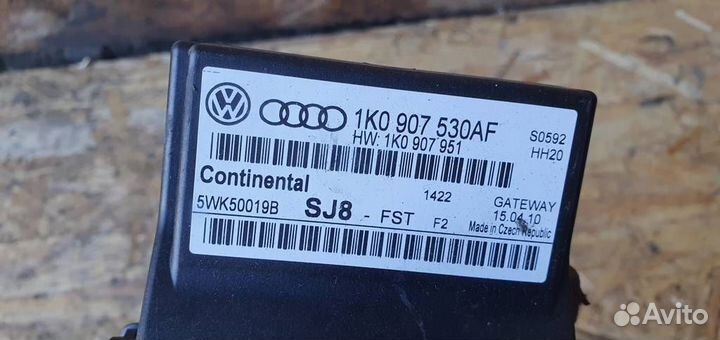 1K0 907 530AF
HW: 1K0 907 951
S0592
HH20
Continental
1422
GATEWAY
5WK50019B
SJ8 - FST F2
15.04.10
Made in Czech Republic
Avito